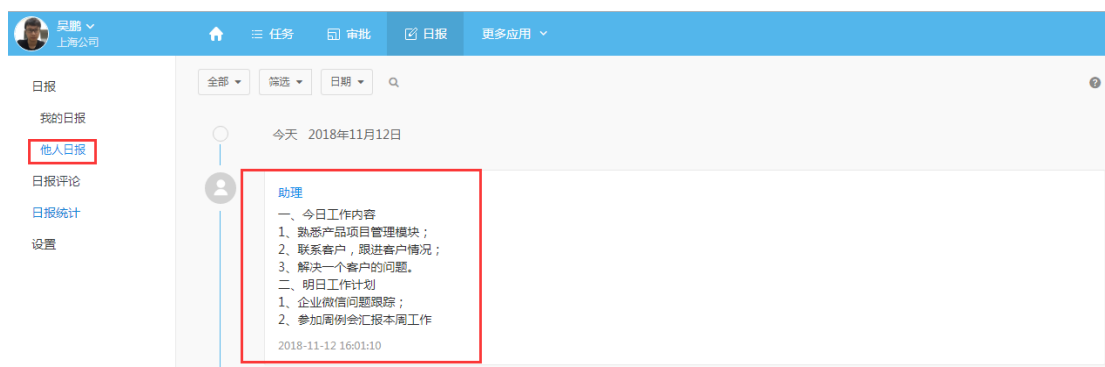 吴鹏
上海公司
任务
审批
日报
更多应用
日报
我的日报
他人日报
日报评论
日报统计
设置
全部
筛选
日期
今天 2018年11月12日
助理
一、今日工作内容
1、熟悉产品项目管理模块；
2、联系客户，跟进客户情况；
3、解决一个客户的问题。
二、明日工作计划
1、企业微信问题跟踪；
2、参加周例会汇报本周工作
2018-11-12 16:01:10